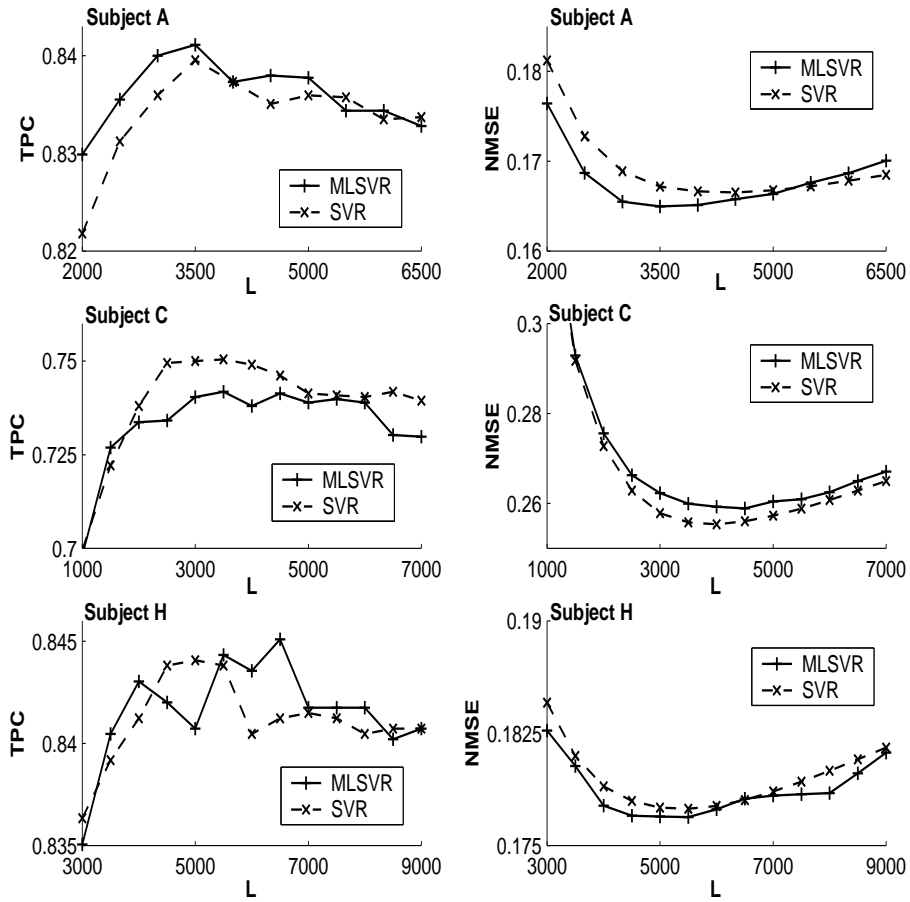 Subject A
0.84
0.83
0.82
TPC
MLSVR
SVR
2000 3500 5000 6500
L
Subject A
0.18
0.17
0.16
NMSE
MLSVR
SVR
2000 3500 5000 6500
L
Subject C
0.75
0.725
0.7
TPC
MLSVR
SVR
1000 3000 5000 7000
L
Subject C
0.3
0.28
0.26
NMSE
MLSVR
SVR
1000 3000 5000 7000
L
Subject H
0.845
0.84
0.835
TPC
MLSVR
SVR
3000 5000 7000 9000
L
Subject H
0.19
0.1825
0.175
NMSE
MLSVR
SVR
3000 5000 7000 9000
L